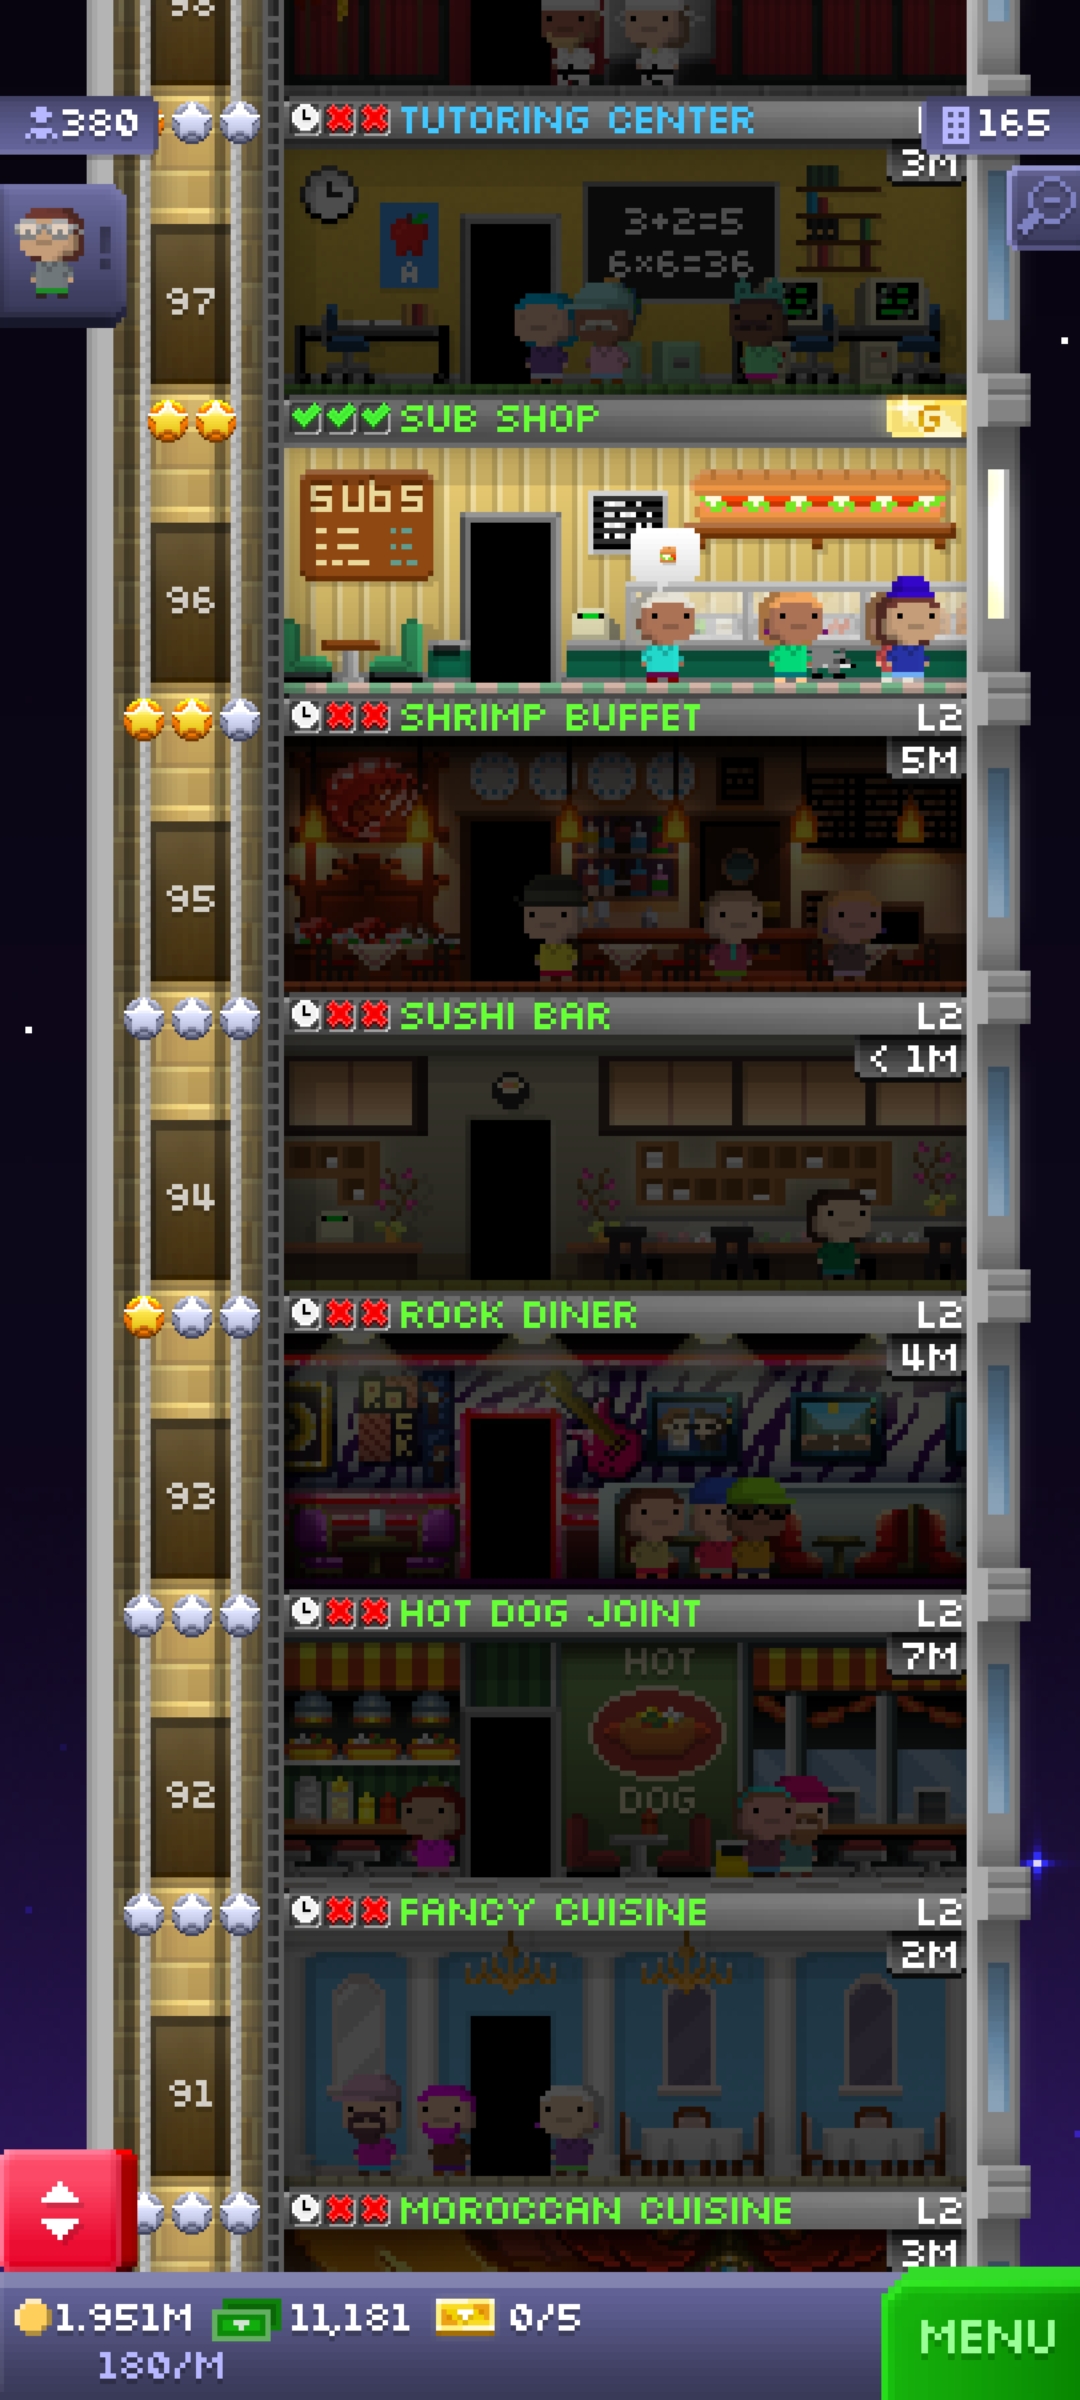 98
380
TUTORING CENTER
165
3M
3+2=5
6×6=36
A
!
97
SUB SHOP
G
SUBS
96
SHRIMP BUFFET
L2
5M
95
SUSHI BAR
L2
< 1M
94
ROCK DINER
L2
4M
93
HOT DOG JOINT
L2
7M
HOT
DOG
92
FANCY CUISINE
L2
2M
91
MOROCCAN CUISINE
L2
3M
1.951M
11,181
0/5
180/M
MENU